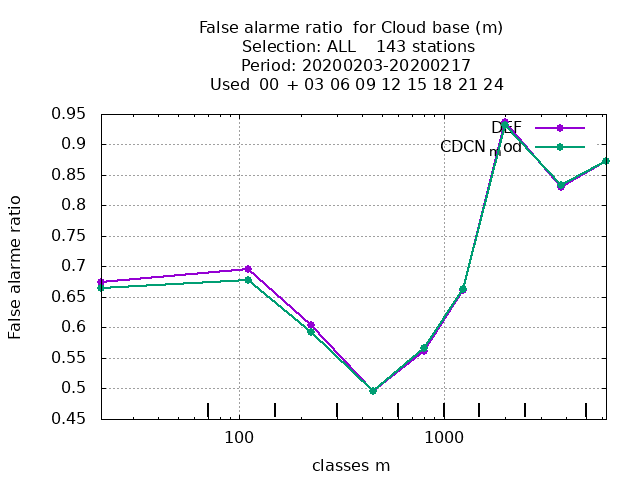 False alarme ratio  for Cloud base (m)
Selection: ALL    143 stations
Period: 20200203-20200217
Used  00 + 03 06 09 12 15 18 21 24
0.95
0.9
0.85
0.8
0.75
0.7
0.65
0.6
0.55
0.5
0.45
False alarme ratio
DEF
CDCN mod
100
1000
classes m